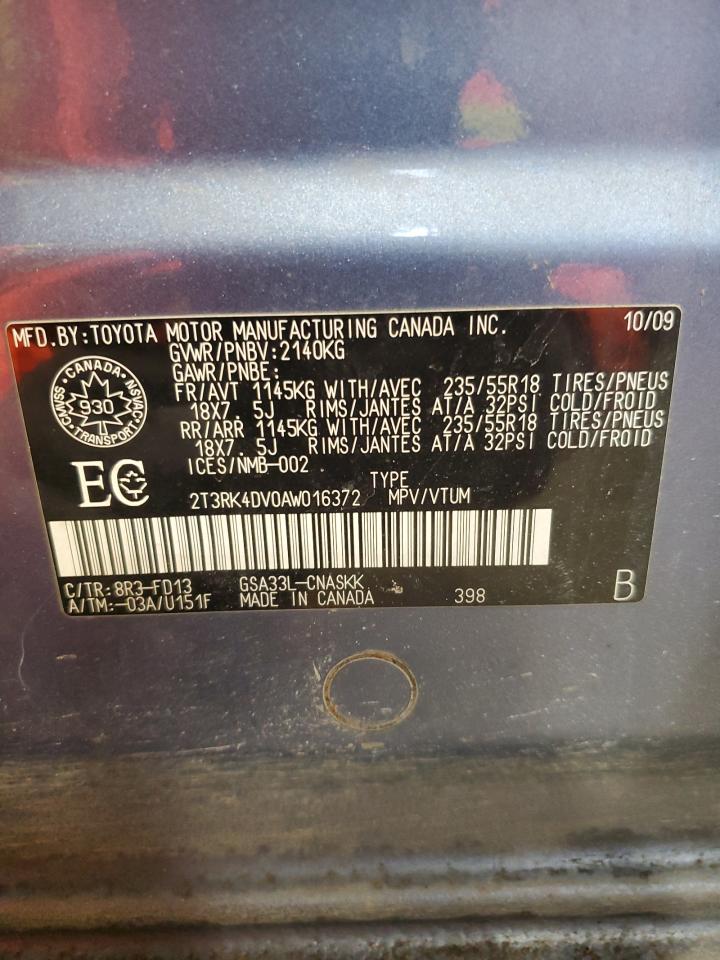 MFD.BY:TOYOTA MOTOR MANUFACTURING CANADA INC. 10/09
GVWR/PNBV:2140KG
GAWR/PNBE:
FR/AVT 1145KG WITH/AVEC 235/55R18 TIRES/PNEUS
18X7.5J RIMS/JANTES AT/A 32PSI COLD/FROID
RR/ARR 1145KG WITH/AVEC 235/55R18 TIRES/PNEUS
18X7.5J RIMS/JANTES AT/A 32PSI COLD/FROID
ICES/NMB-002
CANADA
CMVSS NSVAC
930
TRANSPORT
EC
TYPE
2T3RK4DV0AW016372 MPV/VTUM
C/TR:8R3-FD13 GSA33L-CNASKK
A/TM:-03A/U151F MADE IN CANADA 398 B